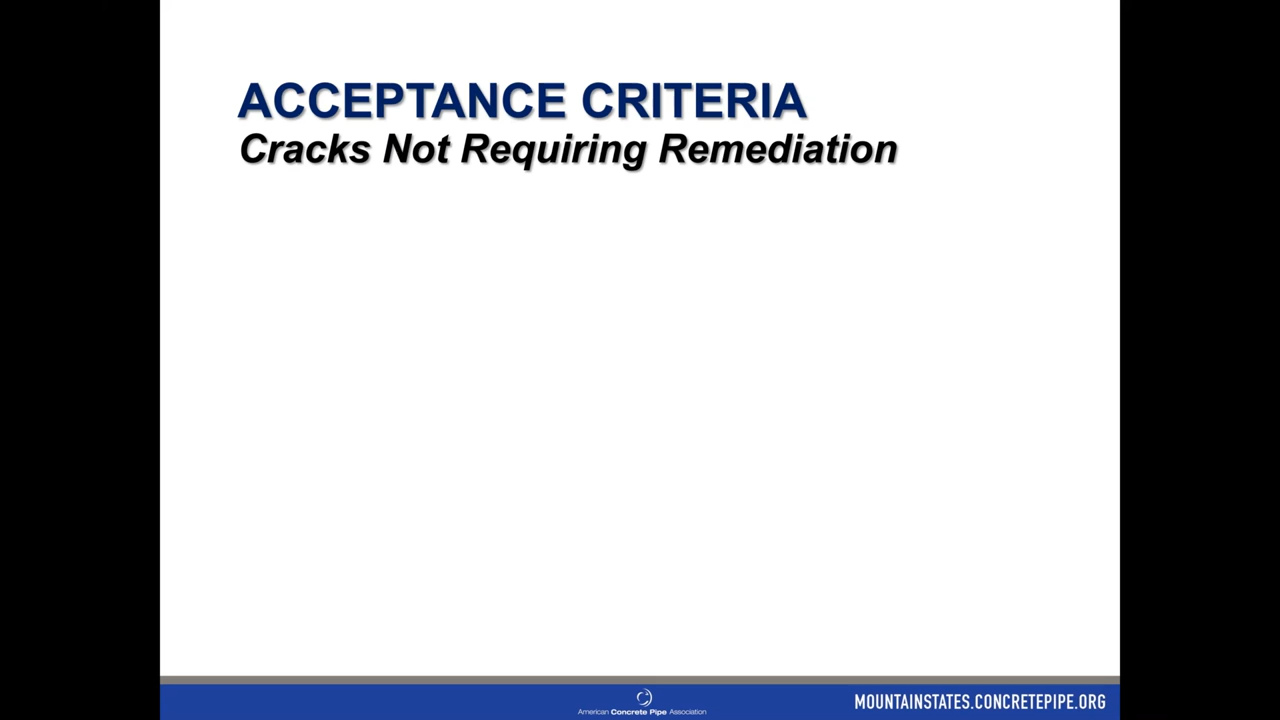 ACCEPTANCE CRITERIA
Cracks Not Requiring Remediation
American Concrete Pipe Association
MOUNTAINSTATES.CONCRETEPIPE.ORG